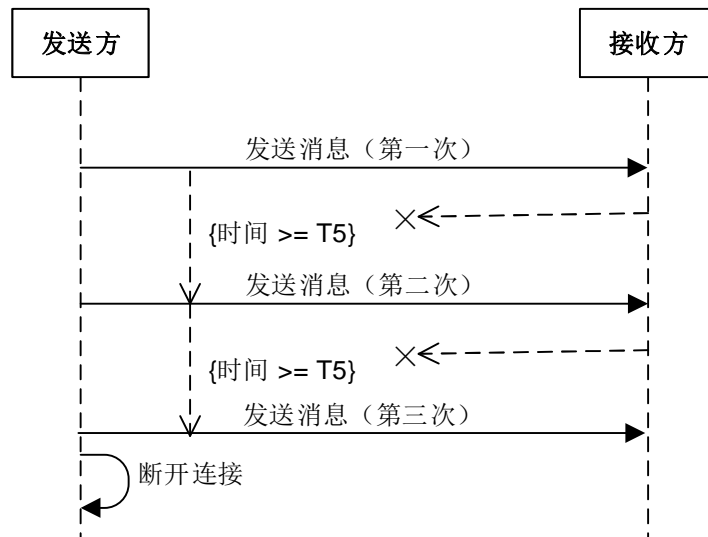 发送方
接收方
发送消息（第一次）
{时间 >= T5}
发送消息（第二次）
{时间 >= T5}
发送消息（第三次）
断开连接